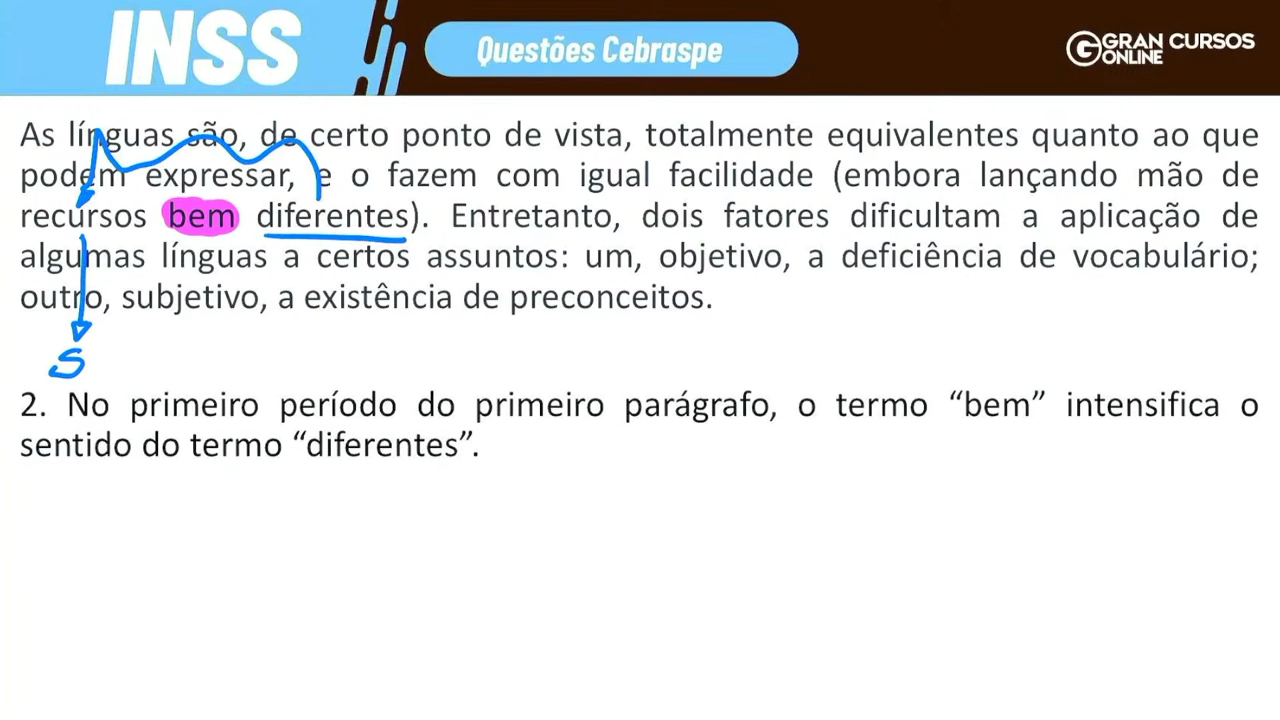 INSS
Questões Cebraspe
GRAN CURSOS
ONLINE
As línguas são, de certo ponto de vista, totalmente equivalentes quanto ao que
podem expressar, e o fazem com igual facilidade (embora lançando mão de
recursos bem diferentes). Entretanto, dois fatores dificultam a aplicação de
algumas línguas a certos assuntos: um, objetivo, a deficiência de vocabulário;
outro, subjetivo, a existência de preconceitos.
S
2. No primeiro período do primeiro parágrafo, o termo “bem” intensifica o
sentido do termo “diferentes”.